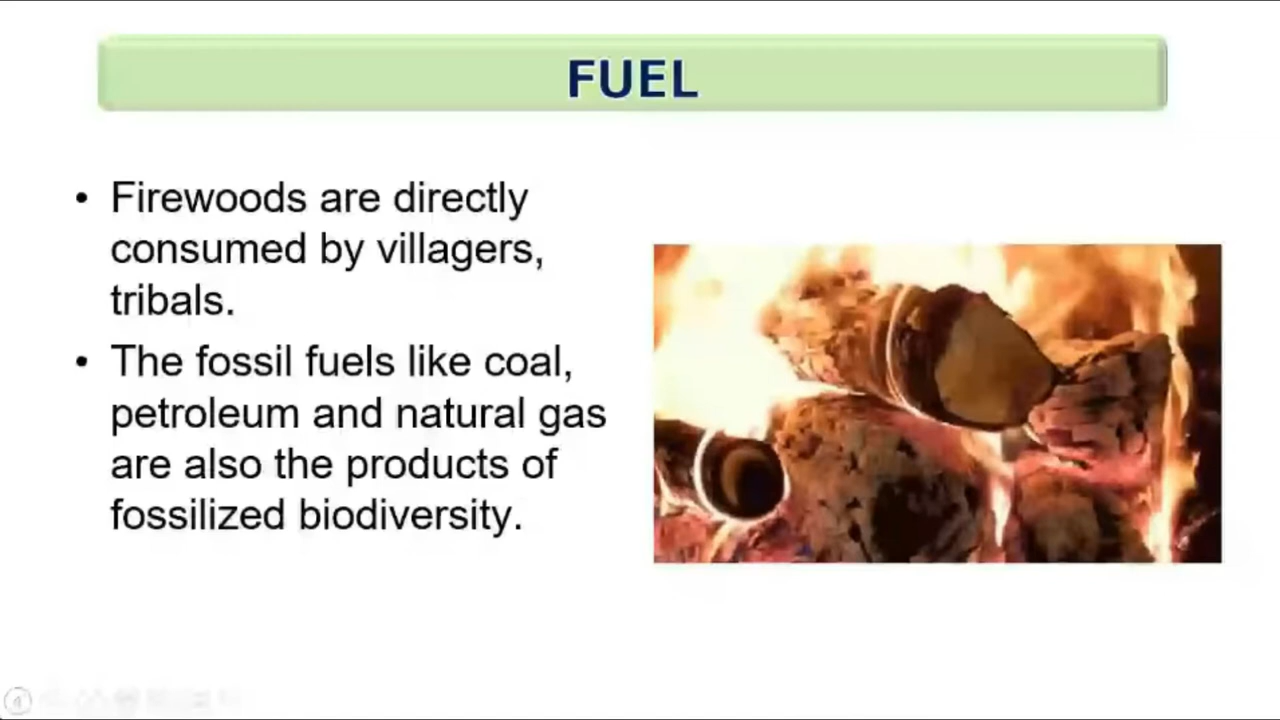 FUEL
• Firewoods are directly
consumed by villagers,
tribals.
• The fossil fuels like coal,
petroleum and natural gas
are also the products of
fossilized biodiversity.